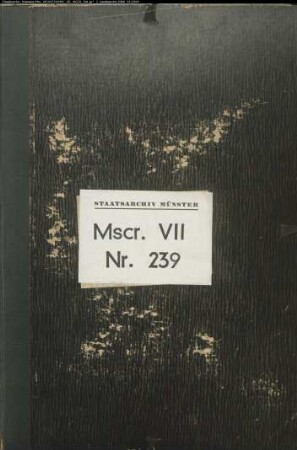 STAATSARCHIV MÜNSTER
Mscr. VII
Nr. 239